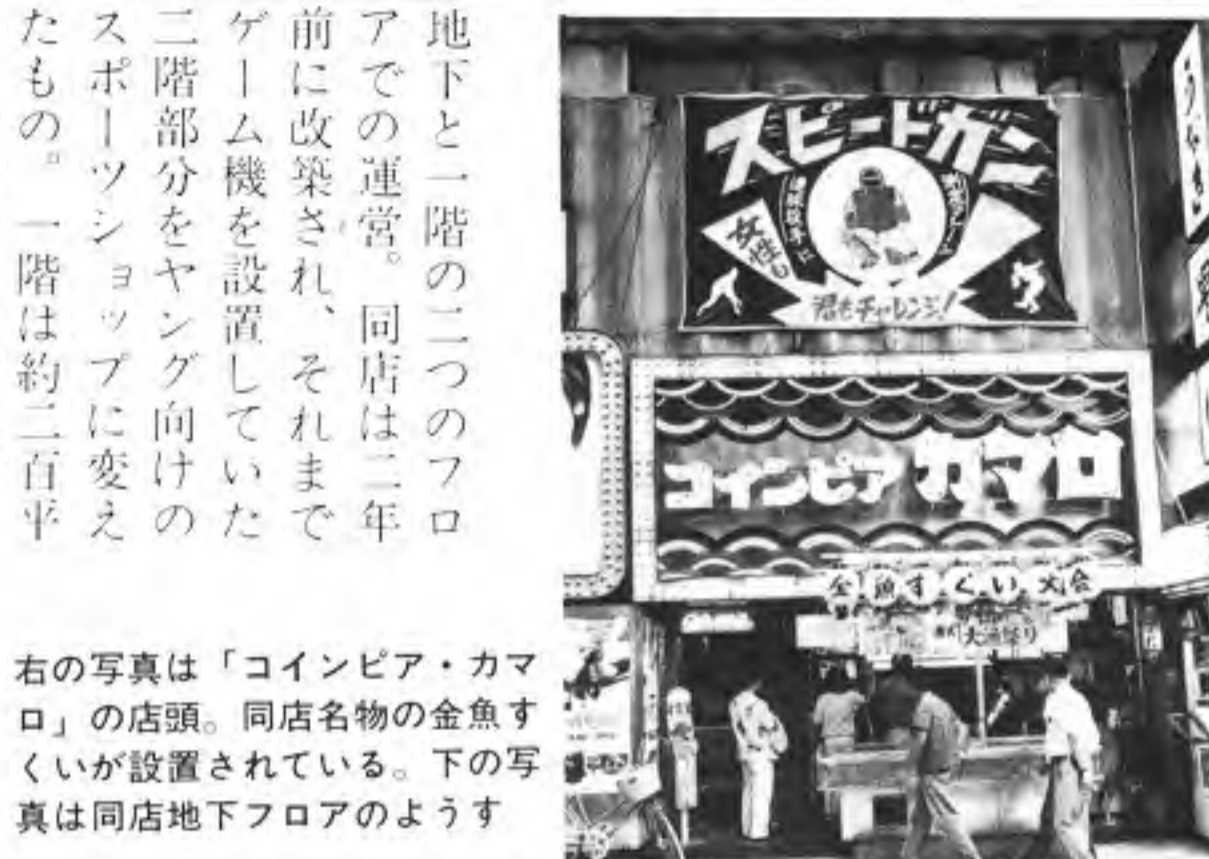 地下と一階の二つのフロ
アでの運営。同店は二年
前に改築され、それまで
ゲーム機を設置していた
二階部分をヤング向けの
スポーツショップに変え
たもの。一階は約二百平
右の写真は「コインピア・カマ
ロ」の店頭。同店名物の金魚す
くいが設置されている。下の写
真は同店地下フロアのようす
スピードガン
女性も
君もチャレンジ!
コインピア カマロ
金魚すくい大会